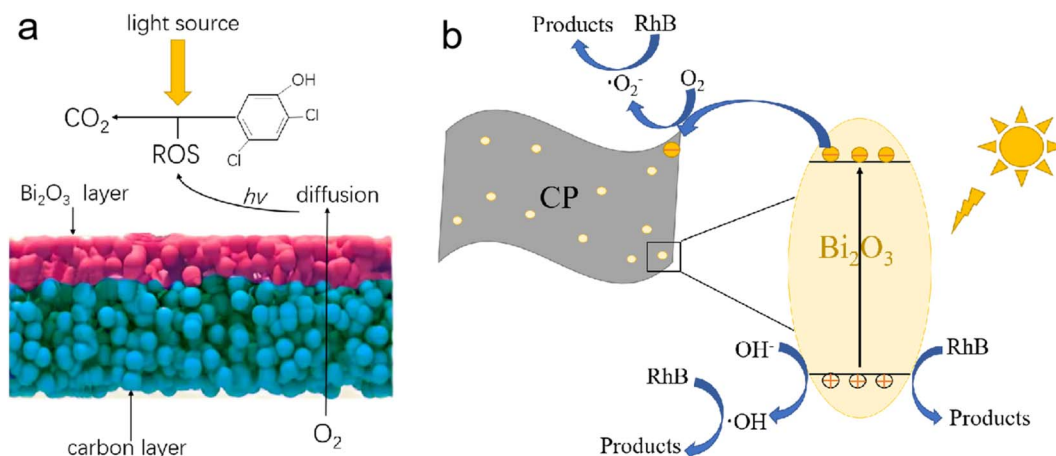 a
light source
OH
CO₂
Cl
Cl
ROS
Bi₂O₃ layer
hv
diffusion
carbon layer
O₂
b
Products
RhB
·O₂⁻
O₂
CP
Bi₂O₃
OH⁻
RhB
RhB
·OH
Products
Products